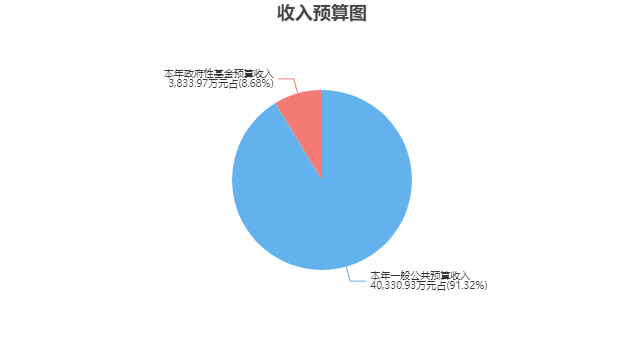 收入预算图
本年政府性基金预算收入
3,833.97万元占(8.68%)
本年一般公共预算收入
40,330.93万元占(91.32%)